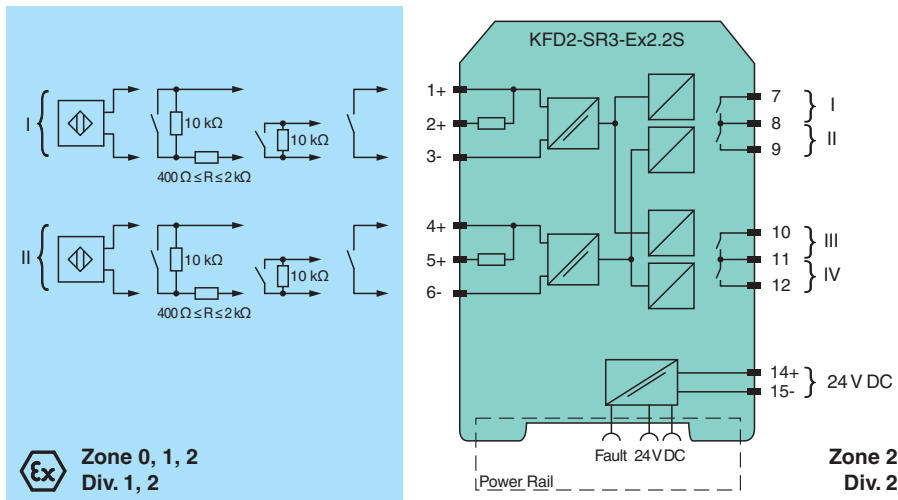 KFD2-SR3-Ex2.2S
I
10 kΩ
10 kΩ
400 Ω ≤ R ≤ 2 kΩ
II
10 kΩ
10 kΩ
400 Ω ≤ R ≤ 2 kΩ
1+
2+
3-
4+
5+
6-
7
8
9
I
II
10
11
12
III
IV
14+
15-
24 V DC
Fault 24 V DC
Power Rail
Ex
Zone 0, 1, 2
Div. 1, 2
Zone 2
Div. 2